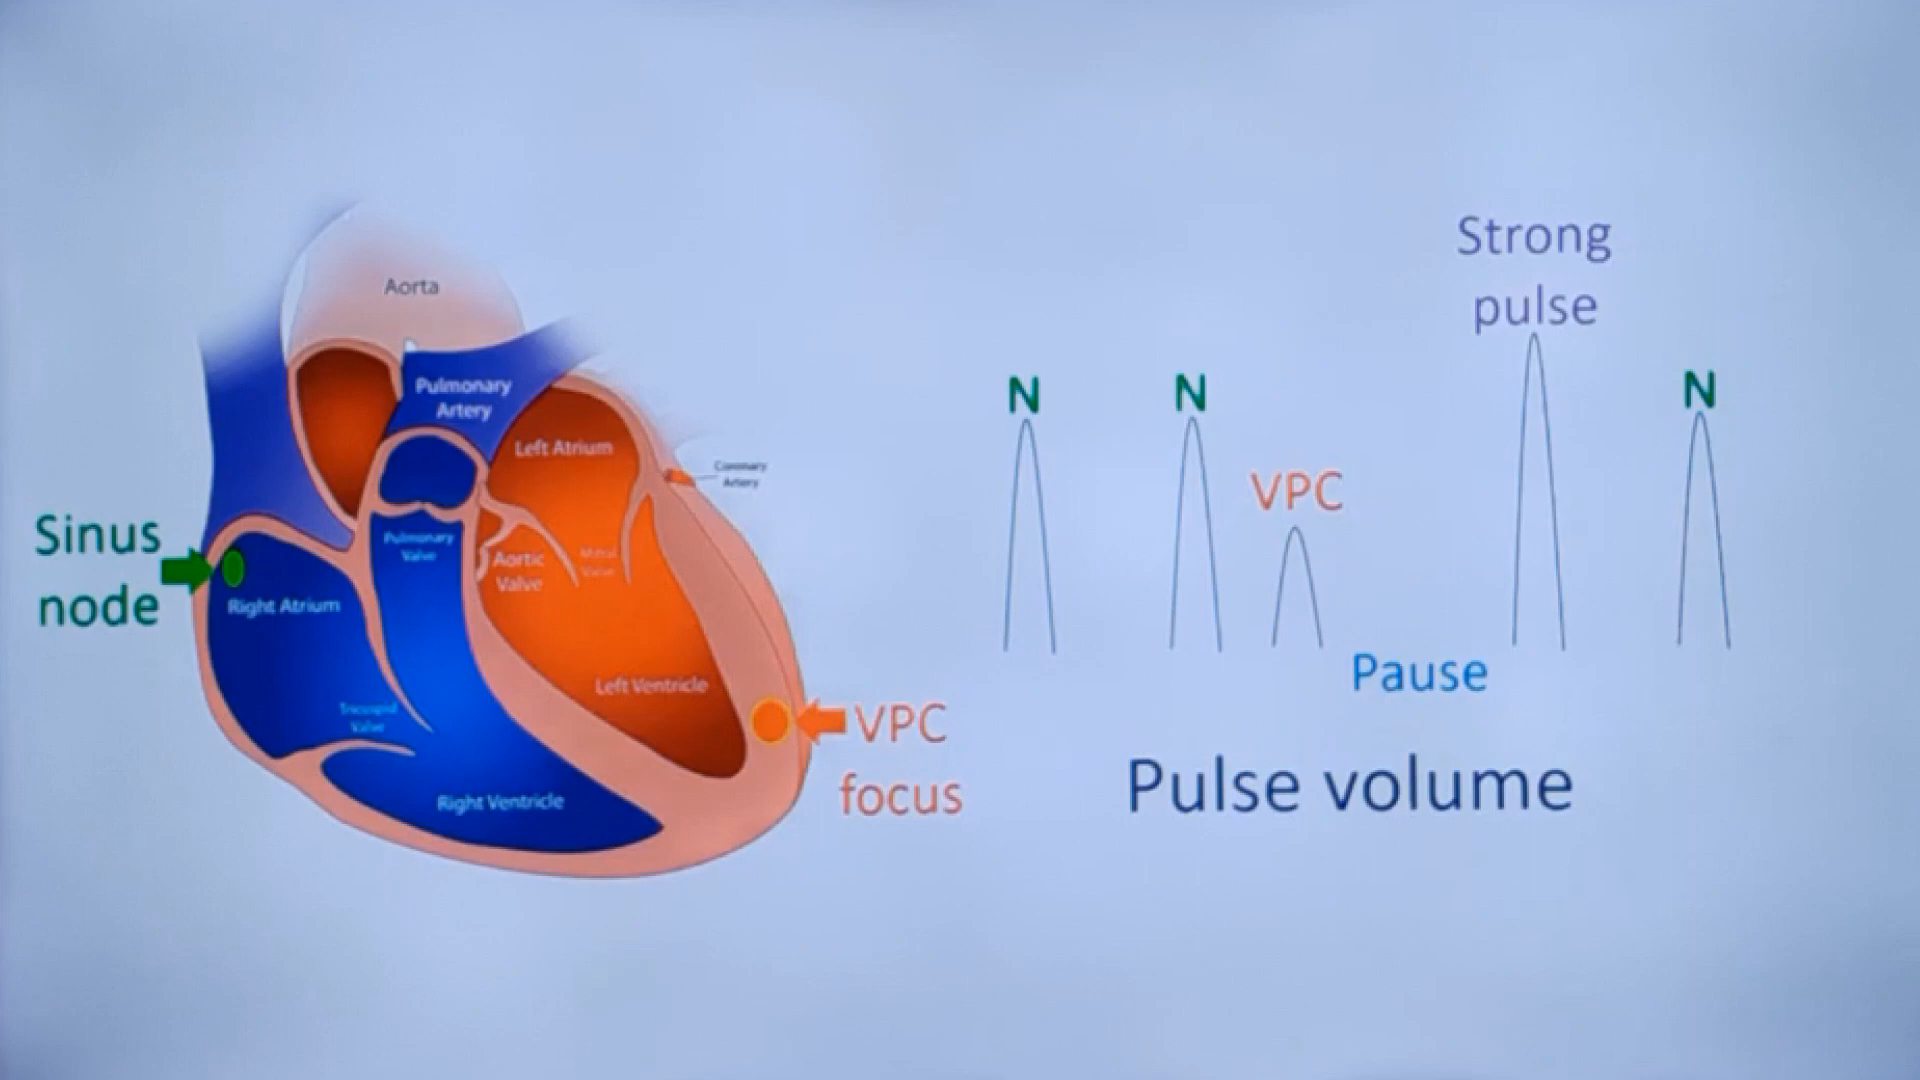 Aorta
Pulmonary
Artery
Left Atrium
Coronary
Artery
Sinus
node
Pulmonary
Valve
Aortic
Valve
Mitral
Valve
Right Atrium
Left Ventricle
Tricuspid
Valve
Right Ventricle
VPC
focus
Strong
pulse
N
N
N
VPC
Pause
Pulse volume